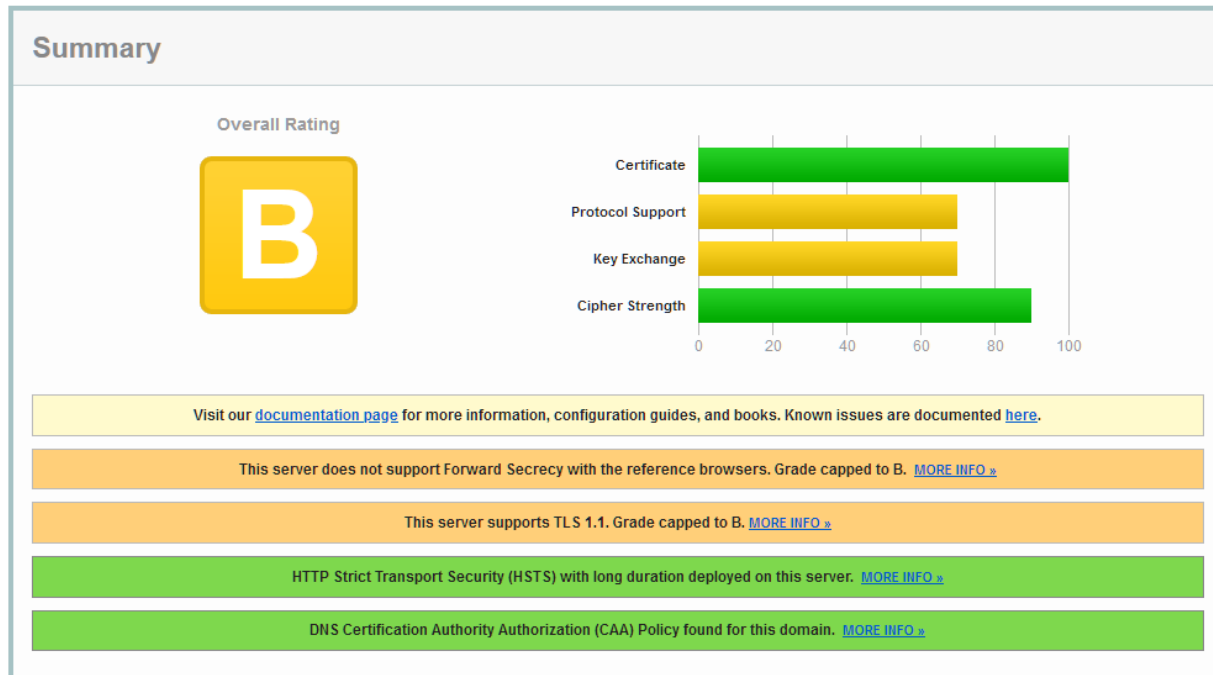 Summary
Overall Rating
B
Certificate
Protocol Support
Key Exchange
Cipher Strength
0 20 40 60 80 100
Visit our documentation page for more information, configuration guides, and books. Known issues are documented here.
This server does not support Forward Secrecy with the reference browsers. Grade capped to B. MORE INFO »
This server supports TLS 1.1. Grade capped to B. MORE INFO »
HTTP Strict Transport Security (HSTS) with long duration deployed on this server. MORE INFO »
DNS Certification Authority Authorization (CAA) Policy found for this domain. MORE INFO »